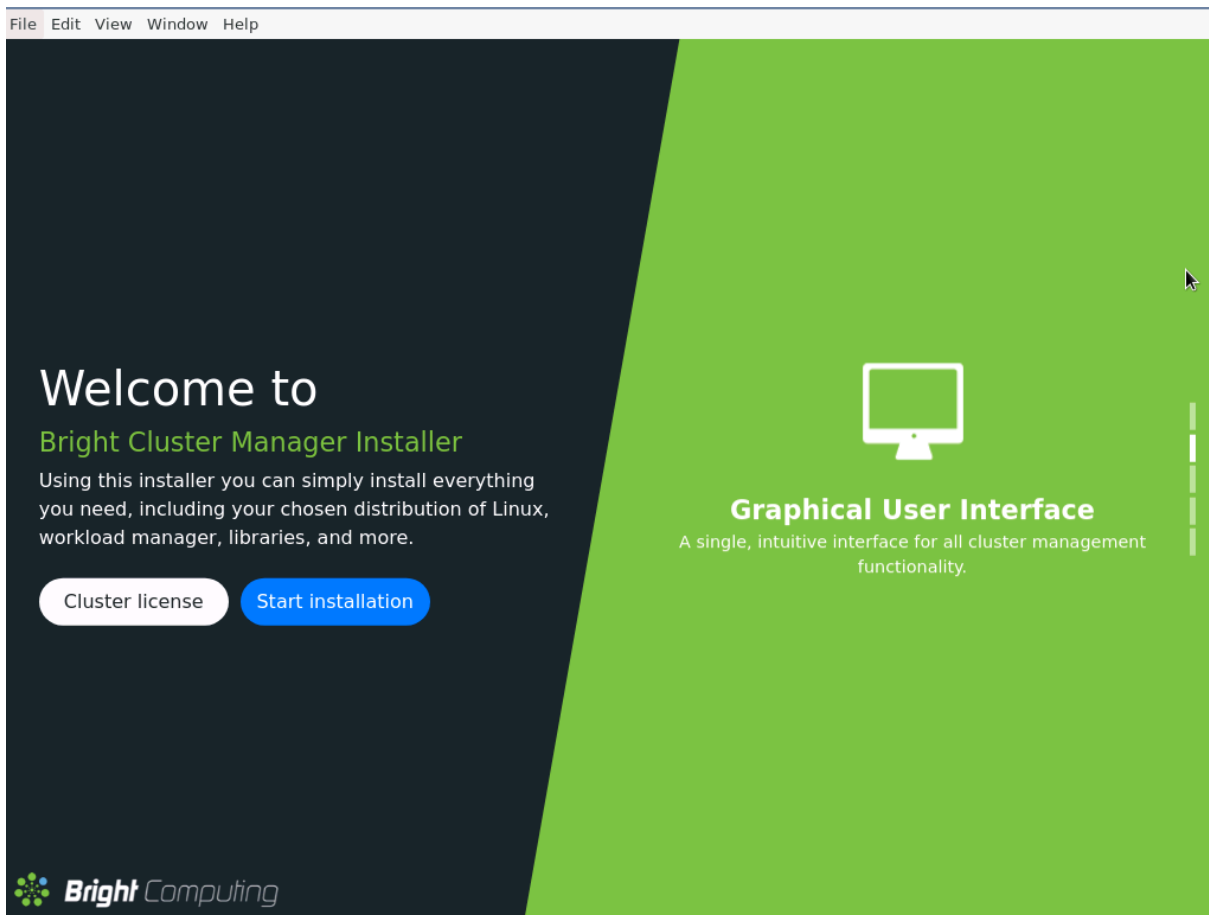 File Edit View Window Help
Welcome to
Bright Cluster Manager Installer
Using this installer you can simply install everything
you need, including your chosen distribution of Linux,
workload manager, libraries, and more.
Cluster license Start installation
Graphical User Interface
A single, intuitive interface for all cluster management
functionality.
Bright Computing